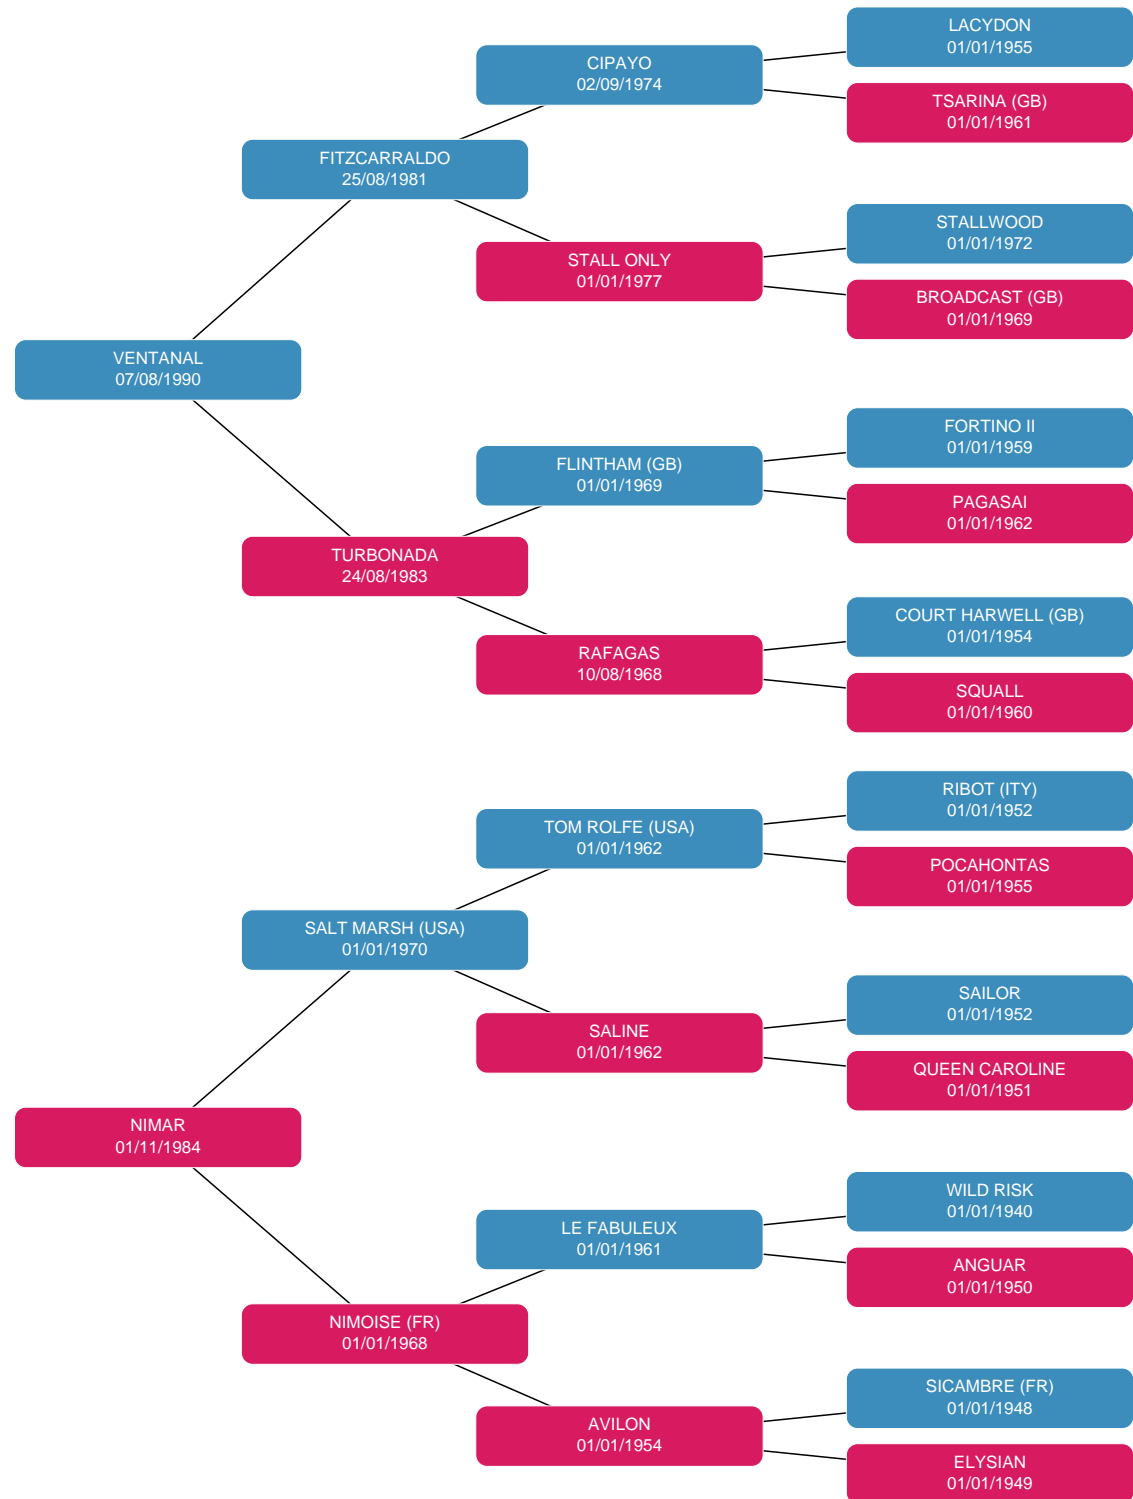 LACYDON
01/01/1955
CIPAYO
02/09/1974
TSARINA (GB)
01/01/1961
FITZCARRALDO
25/08/1981
STALLWOOD
01/01/1972
STALL ONLY
01/01/1977
BROADCAST (GB)
01/01/1969
VENTANAL
07/08/1990
FORTINO II
01/01/1959
FLINTHAM (GB)
01/01/1969
PAGASAI
01/01/1962
TURBONADA
24/08/1983
COURT HARWELL (GB)
01/01/1954
RAFAGAS
10/08/1968
SQUALL
01/01/1960
RIBOT (ITY)
01/01/1952
TOM ROLFE (USA)
01/01/1962
POCAHONTAS
01/01/1955
SALT MARSH (USA)
01/01/1970
SAILOR
01/01/1952
SALINE
01/01/1962
QUEEN CAROLINE
01/01/1951
NIMAR
01/11/1984
WILD RISK
01/01/1940
LE FABULEUX
01/01/1961
ANGUAR
01/01/1950
NIMOISE (FR)
01/01/1968
SICAMBRE (FR)
01/01/1948
AVILON
01/01/1954
ELYSIAN
01/01/1949